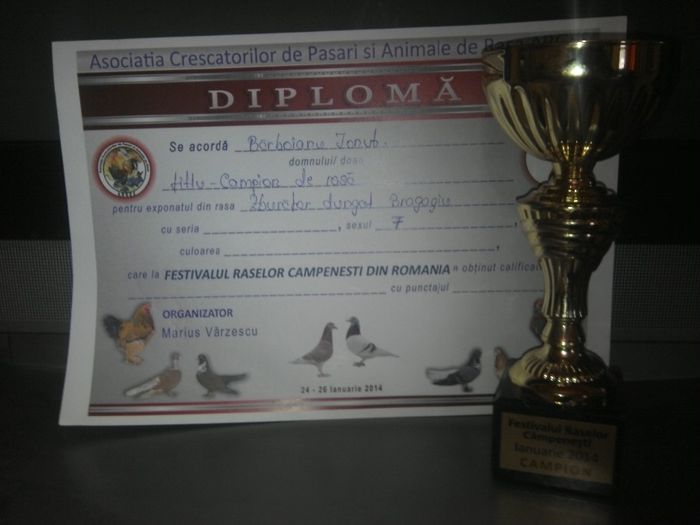 Asociatia Crescatorilor de Pasari si Animale de Rasa
DIPLOMĂ
Se acordă Borboianu Ionut
domnului/
titlu Campion de rasă
pentru exponatul din rasa Zburător dungat Bragagiu
cu seria , sexul ,
culoarea ,
care la FESTIVALUL RASELOR CAMPENESTI DIN ROMANIA a obținut
cu punctajul
ORGANIZATOR
Marius Vârzescu
24 - 26 Ianuarie 2014
Festivalul Raselor
Câmpenești
Ianuarie 2014
CAMPION